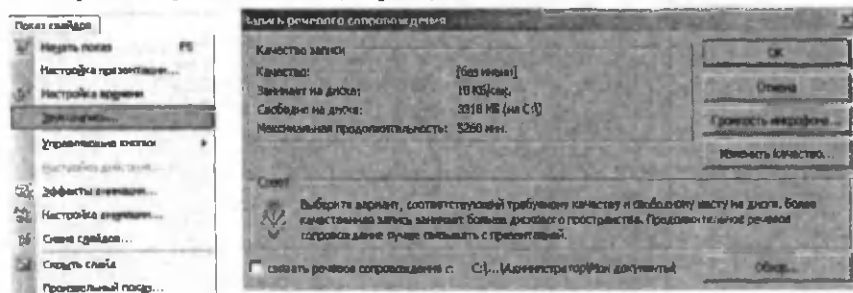 Показ слайдов
Начать показ F5
Настройка презентации...
Настройка времени
Звукозапись...
Управляющие кнопки
Настройка действия...
Эффекты анимации...
Настройка анимации...
Смена слайдов...
Скрыть слайд
Произвольный показ...
Запись речевого сопровождения
Качество записи
Качество: [без имени]
Занимает на диске: 10 КБ/сек.
Свободно на диске: 3318 МБ (на C:\)
Максимальная продолжительность: 5260 мин.
OK
Отмена
Громкость микрофона...
Изменить качество...
Совет
Выберите вариант, соответствующий требуемому качеству и свободному месту на диске. Более
качественная запись занимает больше дискового пространства. Продолжительное речевое
сопровождение лучше связывать с презентацией.
связать речевое сопровождение с: C:\...\Администратор\Мои документы\
Обзор...